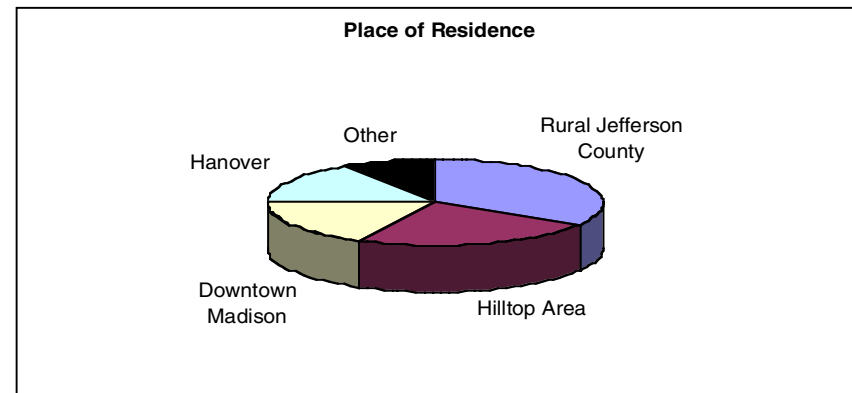 Place of Residence
Other
Rural Jefferson
County
Hanover
Downtown
Madison
Hilltop Area